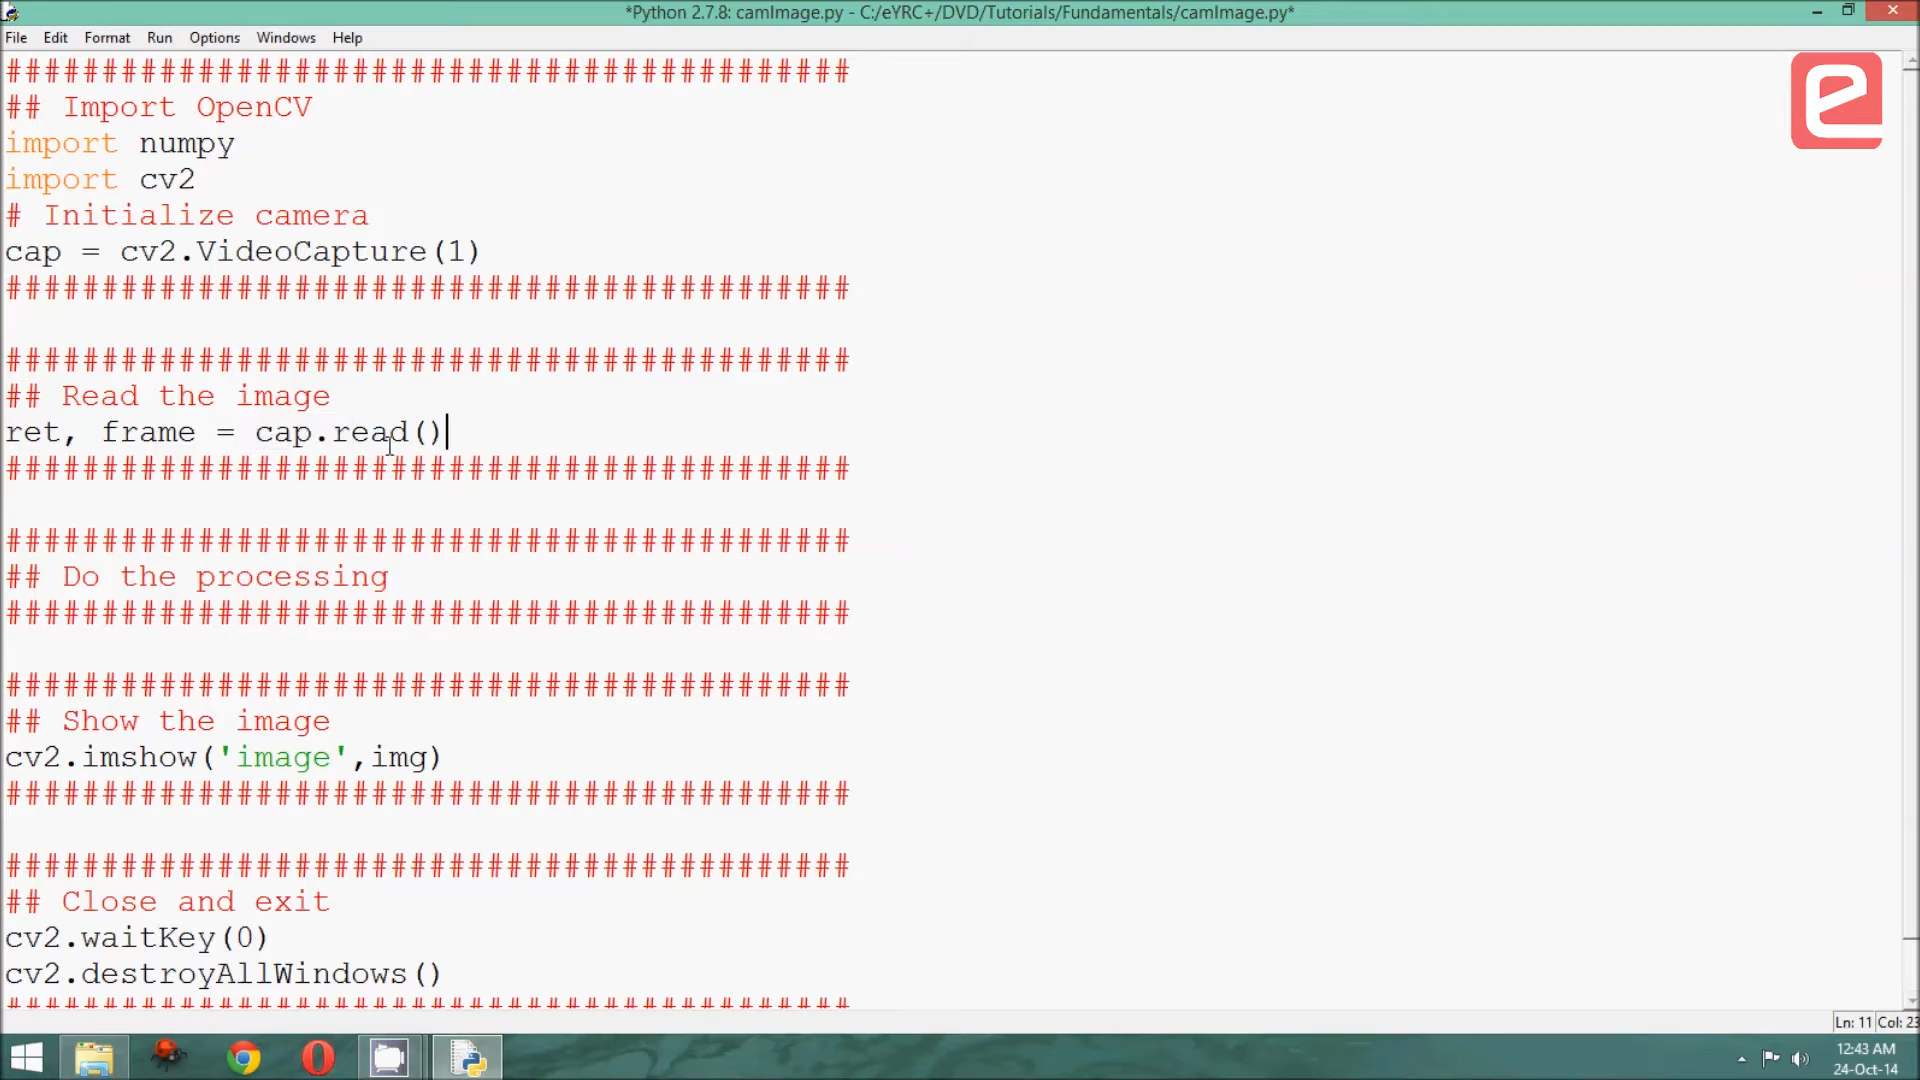 *Python 2.7.8: camImage.py - C:/eYRC+/DVD/Tutorials/Fundamentals/camImage.py*
File Edit Format Run Options Windows Help
############################################
## Import OpenCV
import numpy
import cv2
# Initialize camera
cap = cv2.VideoCapture(1)
############################################
############################################
## Read the image
ret, frame = cap.read()
############################################
############################################
## Do the processing
############################################
############################################
## Show the image
cv2.imshow('image',img)
############################################
############################################
## Close and exit
cv2.waitKey(0)
cv2.destroyAllWindows()
############################################
Ln: 11 Col: 23
12:43 AM
24-Oct-14